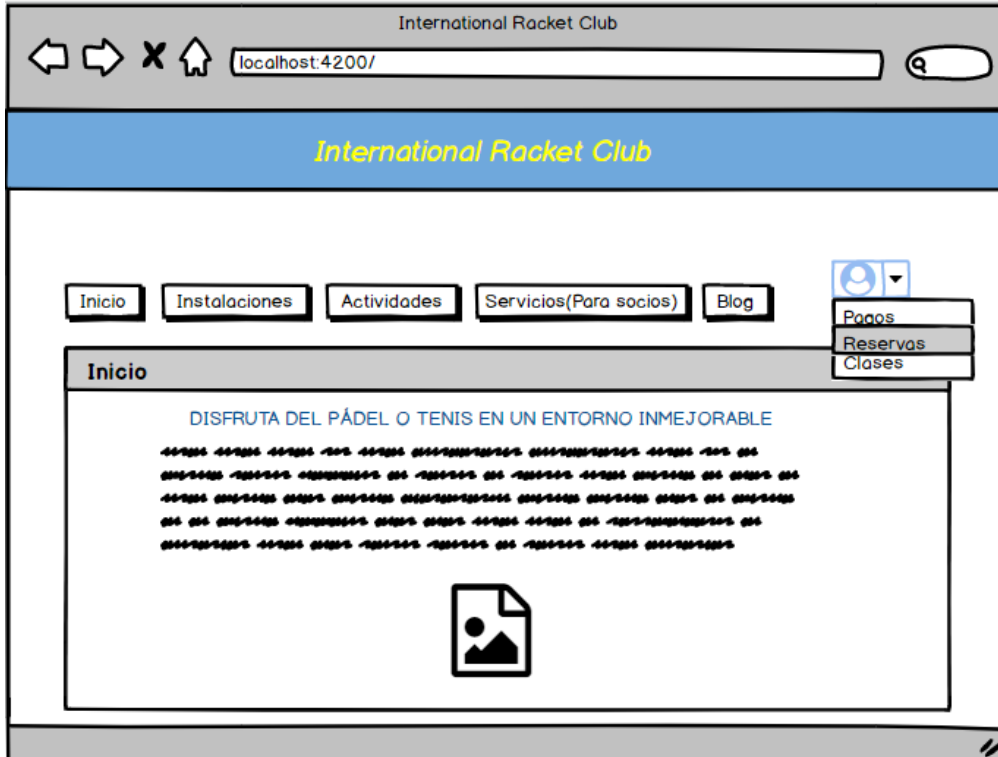 International Racket Club
localhost:4200/
International Racket Club
Inicio
Instalaciones
Actividades
Servicios(Para socios)
Blog
Pagos
Reservas
Clases
Inicio
DISFRUTA DEL PÁDEL O TENIS EN UN ENTORNO INMEJORABLE